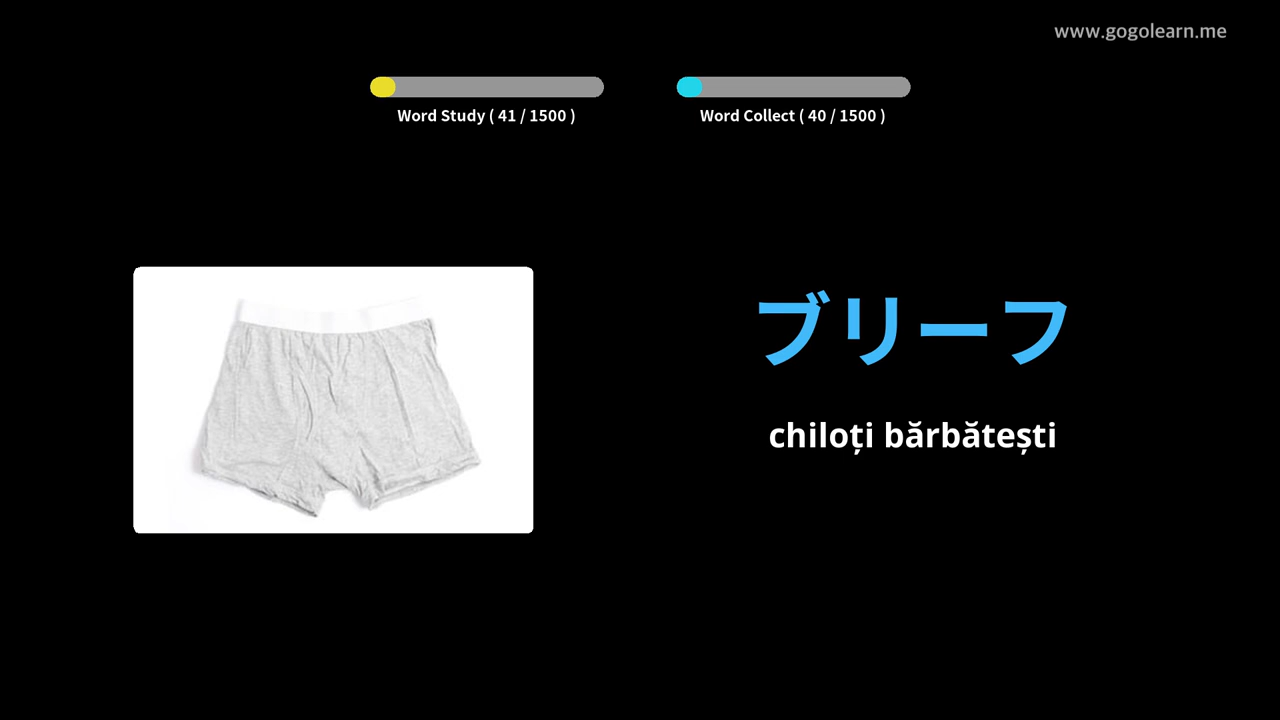 www.gogolearn.me
Word Study ( 41 / 1500 )
Word Collect ( 40 / 1500 )
ブリーフ
chiloți bărbătești